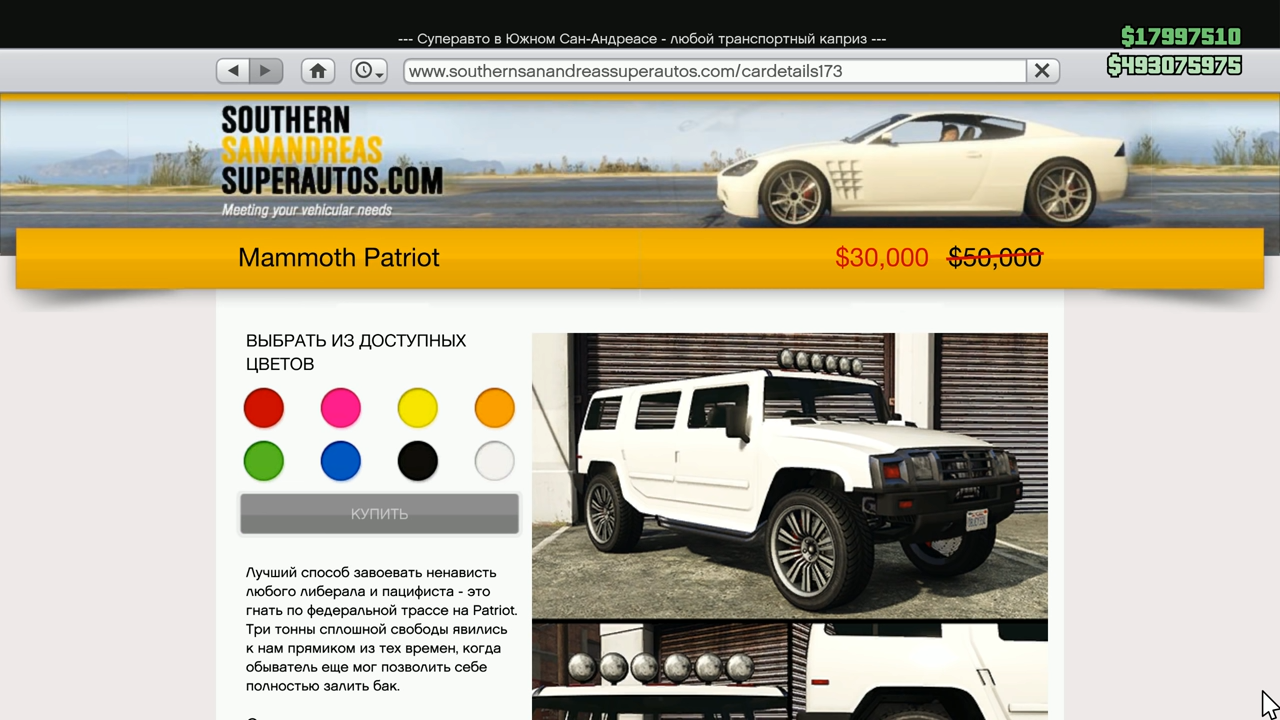 --- Суперавто в Южном Сан-Андреасе - любой транспортный каприз ---
$17997510
www.southernsanandreassuperautos.com/cardetails173
$493075975
SOUTHERN
SANANDREAS
SUPERAUTOS.COM
Meeting your vehicular needs
Mammoth Patriot
$30,000 $50,000
ВЫБРАТЬ ИЗ ДОСТУПНЫХ
ЦВЕТОВ
КУПИТЬ
Лучший способ завоевать ненависть
любого либерала и пацифиста - это
гнать по федеральной трассе на Patriot.
Три тонны сплошной свободы явились
к нам прямиком из тех времен, когда
обыватель еще мог позволить себе
полностью залить бак.